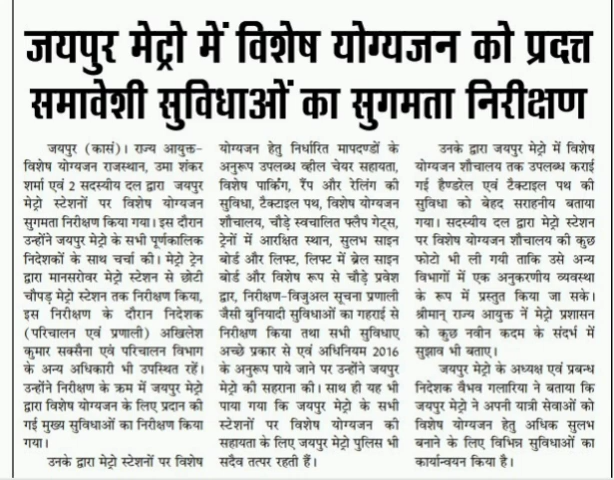 जयपुर मेट्रो में विशेष योग्यजन को प्रदत्त
समावेशी सुविधाओं का सुगमता निरीक्षण
जयपुर (कासं)। राज्य आयुक्त-
विशेष योग्यजन राजस्थान, उमा शंकर
शर्मा एवं 2 सदस्यीय दल द्वारा जयपुर
मेट्रो स्टेशनों पर विशेष योग्यजन
सुगमता निरीक्षण किया गया। इस दौरान
उन्होंने जयपुर मेट्रो के सभी पूर्णकालिक
निदेशकों के साथ चर्चा की। मेट्रो ट्रेन
द्वारा मानसरोवर मेट्रो स्टेशन से छोटी
चौपड़ मेट्रो स्टेशन तक निरीक्षण किया,
इस निरीक्षण के दौरान निदेशक
(परिचालन एवं प्रणाली) अखिलेश
कुमार सक्सैना एवं परिचालन विभाग
के अन्य अधिकारी भी उपस्थित रहें।
उन्होंने निरीक्षण के क्रम में जयपुर मेट्रो
द्वारा विशेष योग्यजन के लिए प्रदान की
गई मुख्य सुविधाओं का निरीक्षण किया
गया।
उनके द्वारा मेट्रो स्टेशनों पर विशेष
योग्यजन हेतु निर्धारित मापदण्डों के
अनुरूप उपलब्ध व्हील चेयर सहायता,
विशेष पार्किंग, रैंप और रेलिंग की
सुविधा, टैक्टाइल पथ, विशेष योग्यजन
शौचालय, चौड़े स्वचालित फ्लैप गेट्स,
ट्रेनों में आरक्षित स्थान, सुलभ साइन
बोर्ड और लिफ्ट, लिफ्ट में ब्रेल साइन
बोर्ड और विशेष रूप से चौड़े प्रवेश
द्वार, निरीक्षण-विजुअल सूचना प्रणाली
जैसी बुनियादी सुविधाओं का गहराई से
निरीक्षण किया तथा सभी सुविधाए
अच्छे प्रकार से एवं अधिनियम 2016
के अनुरूप पाये जाने पर उन्होंने जयपुर
मेट्रो की सहराना की। साथ ही यह भी
पाया गया कि जयपुर मेट्रो के सभी
स्टेशनों पर विशेष योग्यजन की
सहायता के लिए जयपुर मेट्रो पुलिस भी
सदैव तत्पर रहती हैं।
उनके द्वारा जयपुर मेट्रो में विशेष
योग्यजन शौचालय तक उपलब्ध कराई
गई हैण्डरेल एवं टैक्टाइल पथ की
सुविधा को बेहद सराहनीय बताया
गया। सदस्यीय दल द्वारा मेट्रो स्टेशन
पर विशेष योग्यजन शौचालय की कुछ
फोटो भी ली गयी ताकि उसे अन्य
विभागों में एक अनुकरणीय व्यवस्था
के रूप में प्रस्तुत किया जा सके।
श्रीमान् राज्य आयुक्त नें मेट्रो प्रशासन
को कुछ नवीन कदम के संदर्भ में
सुझाव भी बताए।
जयपुर मेट्रो के अध्यक्ष एवं प्रबन्ध
निदेशक वैभव गलारिया ने बताया कि
जयपुर मेट्रो ने अपनी यात्री सेवाओं को
विशेष योग्यजन हेतु अधिक सुलभ
बनाने के लिए विभिन्न सुविधाओं का
कार्यान्वयन किया है।